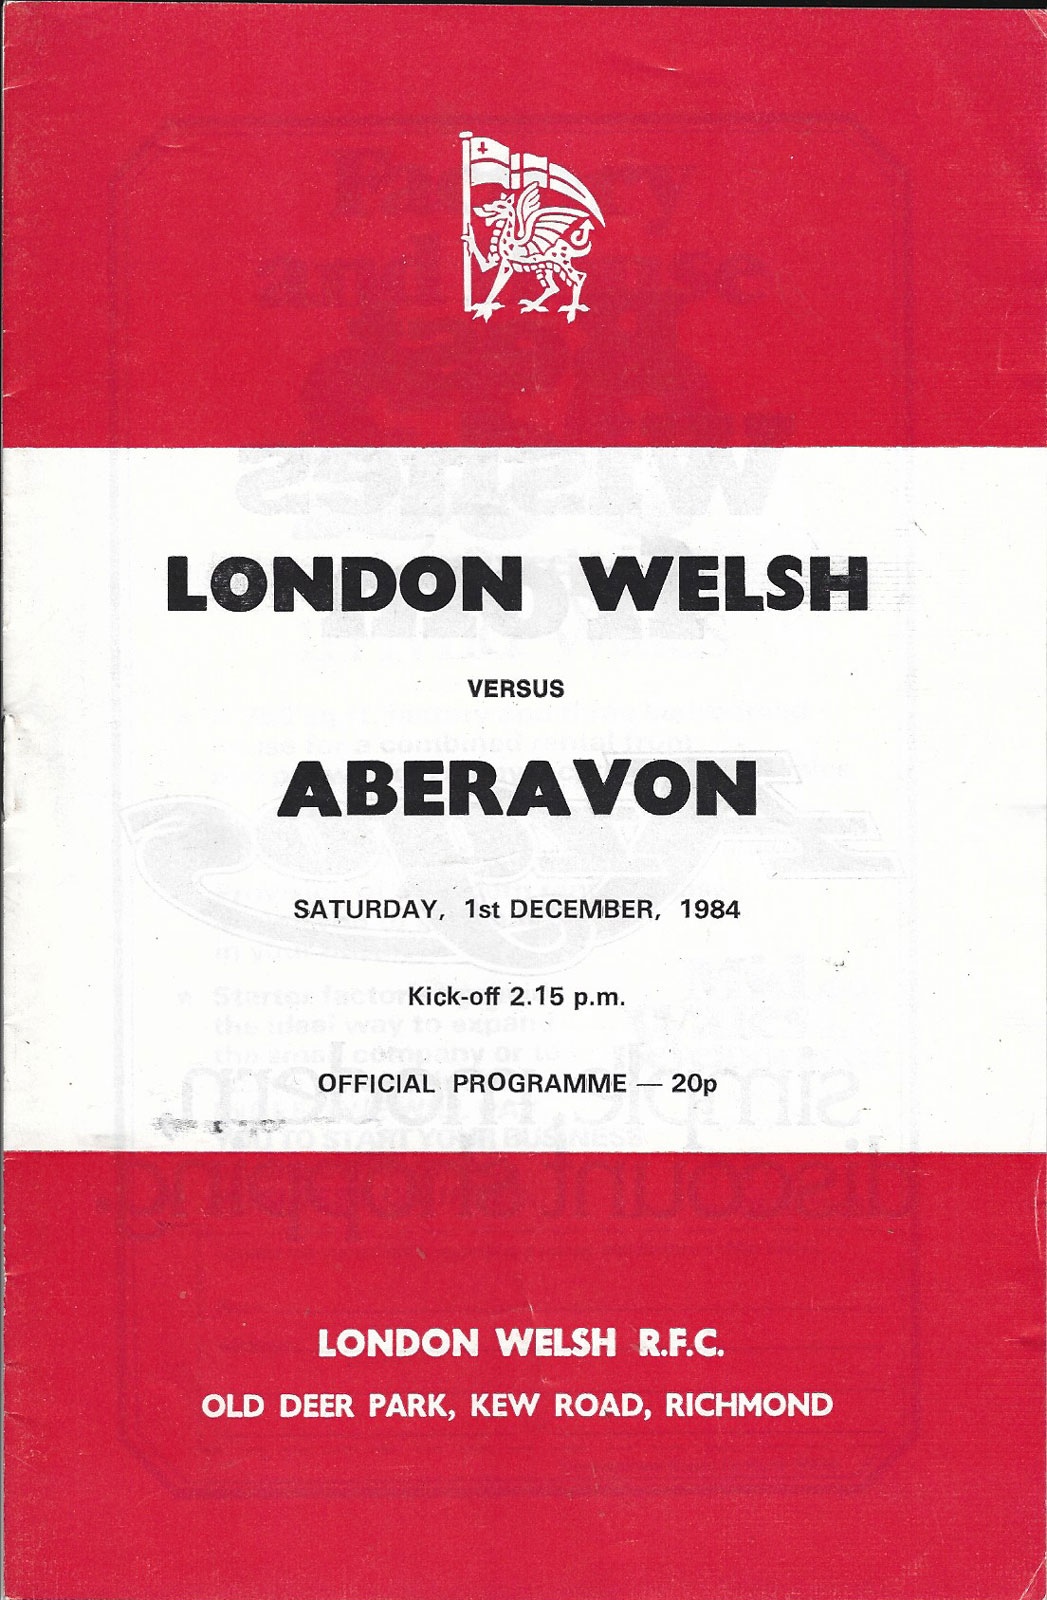 LONDON WELSH
VERSUS
ABERAVON
SATURDAY, 1st DECEMBER, 1984
Kick-off 2.15 p.m.
OFFICIAL PROGRAMME — 20p
LONDON WELSH R.F.C.
OLD DEER PARK, KEW ROAD, RICHMOND